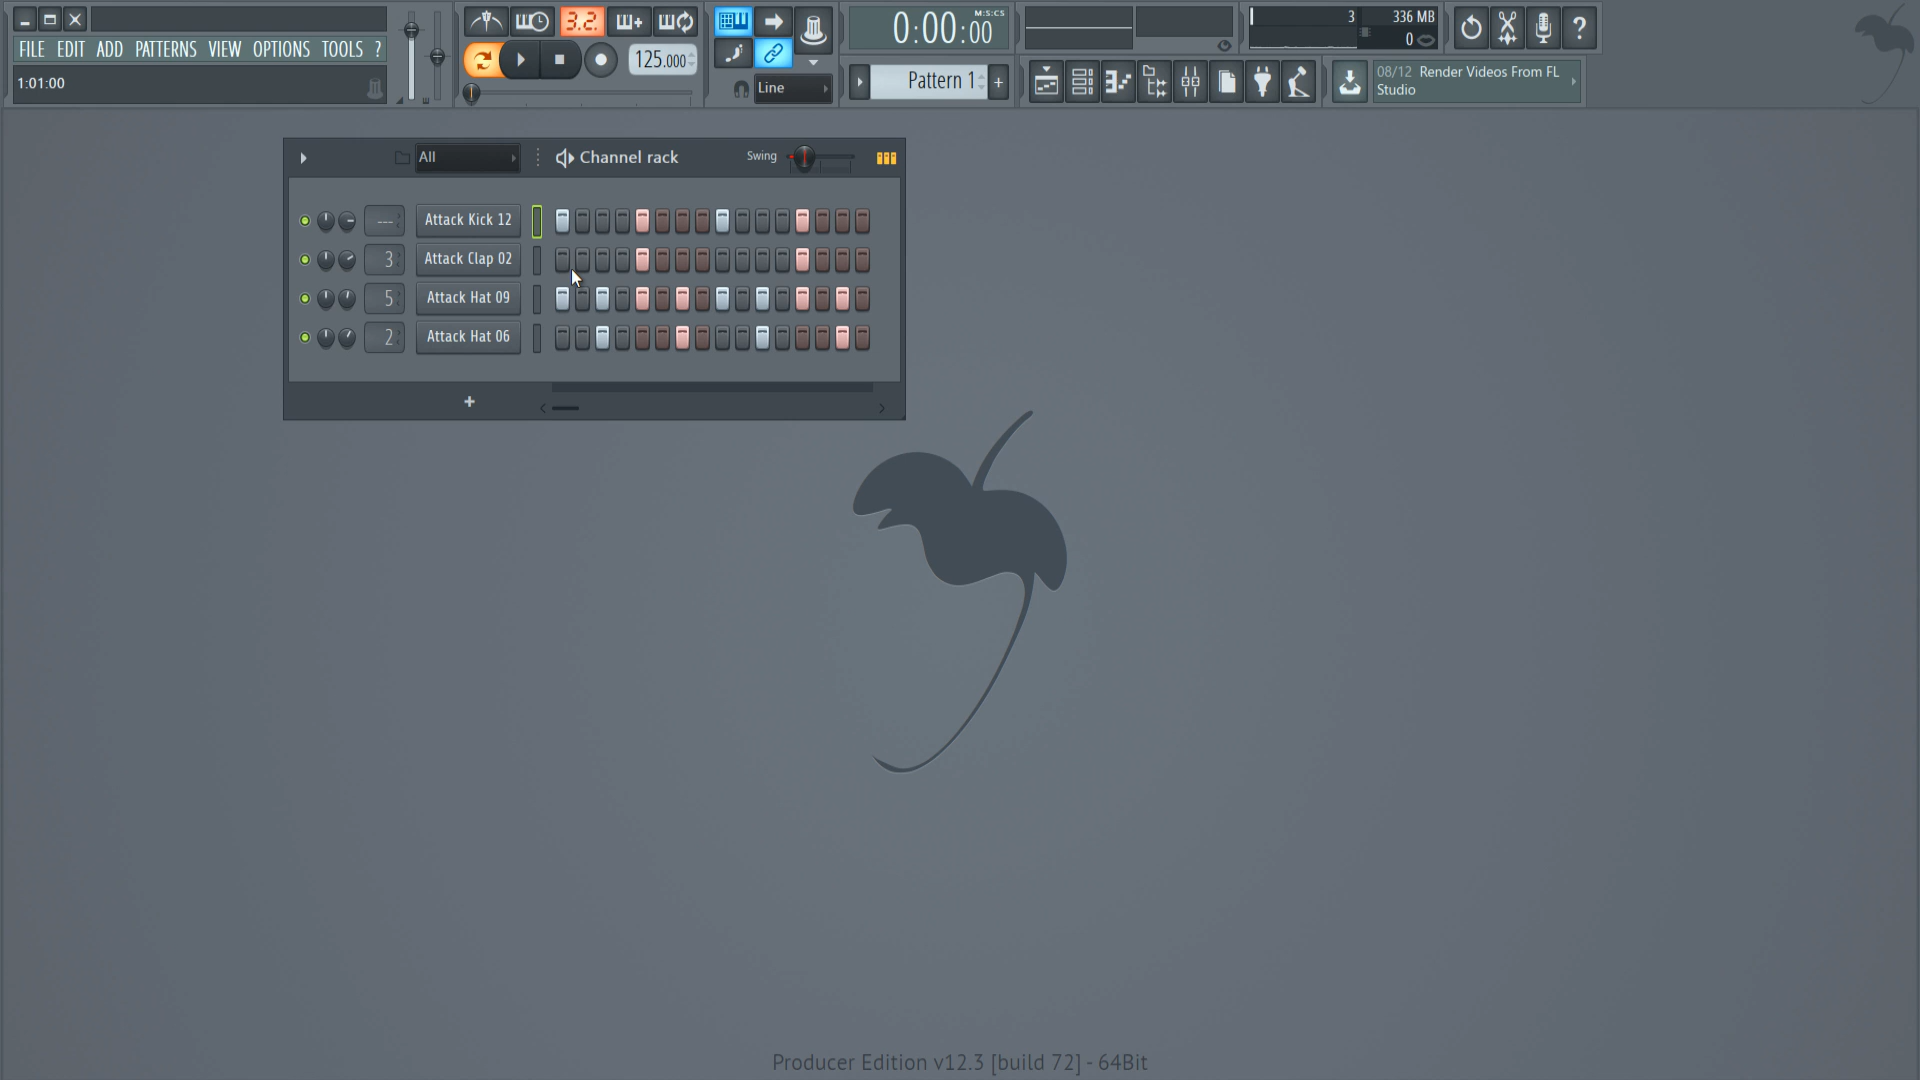 3.2.
0:00:00
M:S:CS
3
336 MB
0
?
FILE EDIT ADD PATTERNS VIEW OPTIONS TOOLS ?
1:01:00
125.000
Line
Pattern 1
+
08/12 Render Videos From FL
Studio
All
Channel rack
Swing
--- Attack Kick 12
3 Attack Clap 02
5 Attack Hat 09
2 Attack Hat 06
+
Producer Edition v12.3 [build 72] - 64Bit